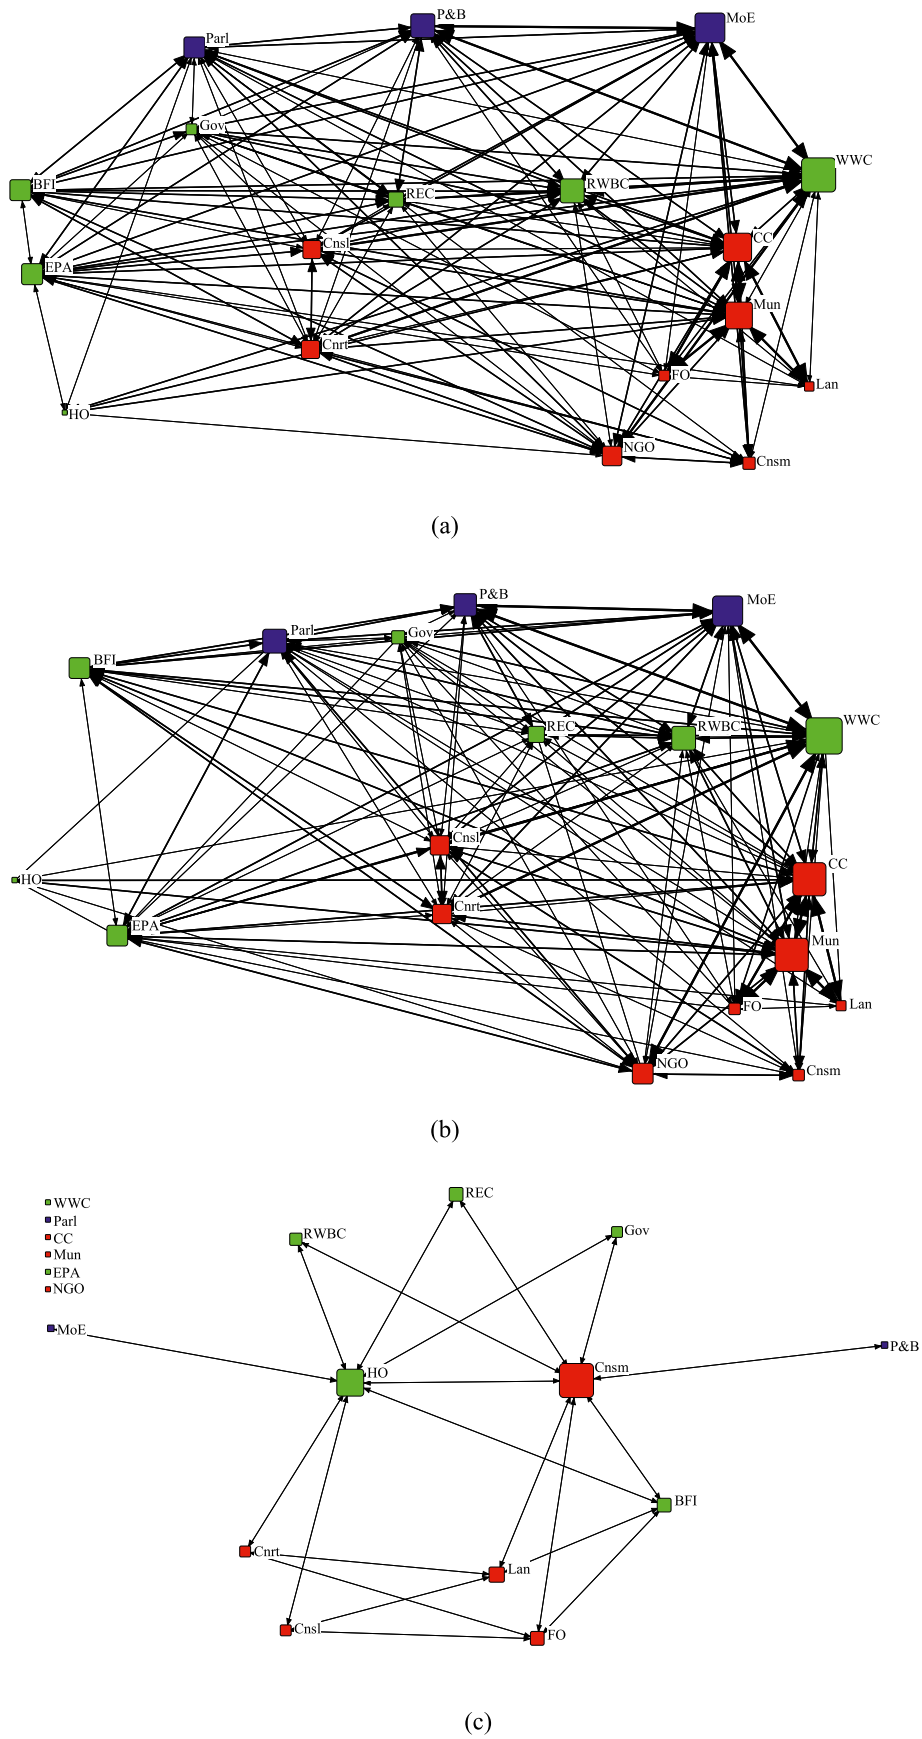 P&B
MoE
Parl
Gov
WWC
BFI
REC
RWBC
CC
Cnsl
EPA
Mun
Cnrt
FO
Lan
HO
NGO
Cnsm
(a)
P&B
MoE
Parl
Gov
BFI
WWC
REC
RWBC
Cnsl
CC
HO
Cnrt
EPA
Mun
FO
Lan
NGO
Cnsm
(b)
WWC
Parl
CC
Mun
EPA
NGO
REC
RWBC
Gov
MoE
P&B
HO
Cnsm
BFI
Cnrt
Lan
Cnsl
FO
(c)